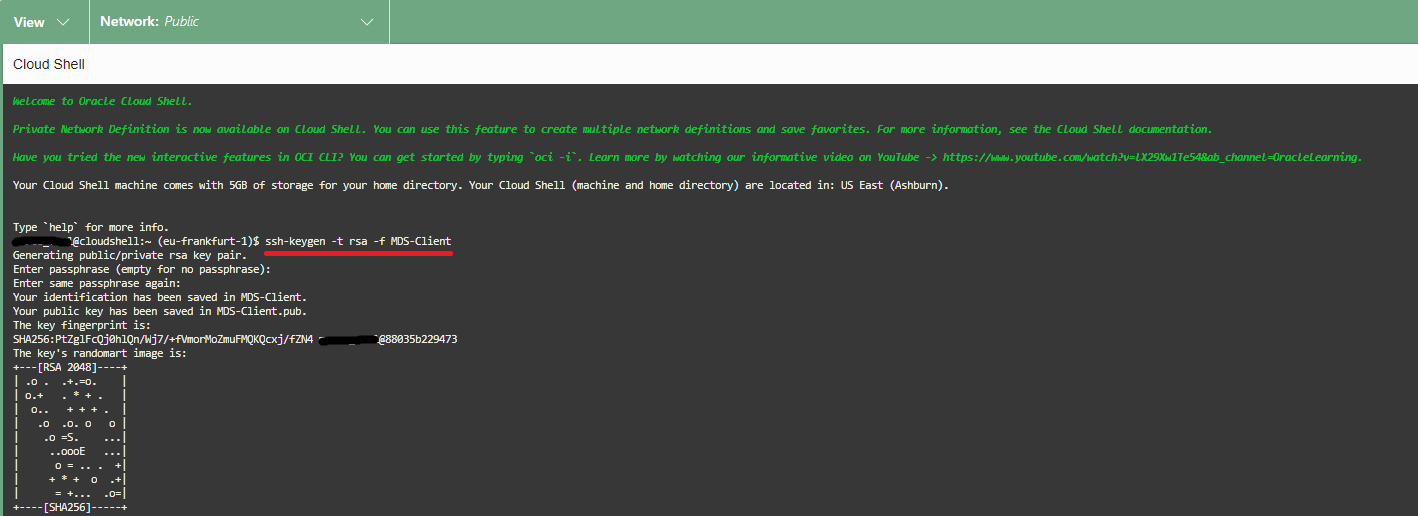 View Network: Public
Cloud Shell
Welcome to Oracle Cloud Shell.
Private Network Definition is now available on Cloud Shell. You can use this feature to create multiple network definitions and save favorites. For more information, see the Cloud Shell documentation.
Have you tried the new interactive features in OCI CLI? You can get started by typing `oci -i`. Learn more by watching our informative video on YouTube -> https://www.youtube.com/watch?v=lX29Xw1Te54&ab_channel=OracleLearning.
Your Cloud Shell machine comes with 5GB of storage for your home directory. Your Cloud Shell (machine and home directory) are located in: US East (Ashburn).
Type `help` for more info.
@cloudshell:~ (eu-frankfurt-1)$ ssh-keygen -t rsa -f MDS-Client
Generating public/private rsa key pair.
Enter passphrase (empty for no passphrase):
Enter same passphrase again:
Your identification has been saved in MDS-Client.
Your public key has been saved in MDS-Client.pub.
The key fingerprint is:
SHA256:PtZglFcQj0hlQn/Wj7/+fVmorMoZmuFMQKQcxj/fZN4 @88035b229473
The key's randomart image is:
+---[RSA 2048]----+
| .o .  .+.=o.    |
| o.+   . * + .   |
|  o..   + + + .  |
|   .o  .o. o   o |
|    .o =S.    ...|
|     ..oooE   ...|
|      o = .. .  +|
|     + * +  o  .+|
|      = +...  .o=|
+----[SHA256]-----+